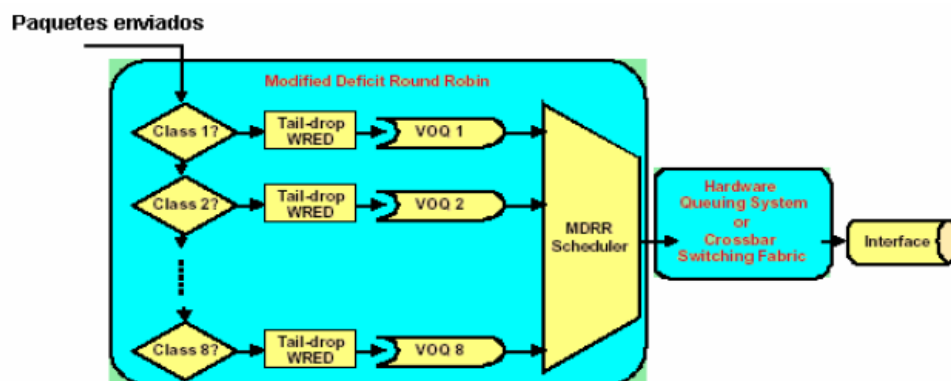 Paquetes enviados
Modified Deficit Round Robin
Class 1?
Tail-drop
WRED
VOQ 1
Class 2?
Tail-drop
WRED
VOQ 2
MDRR
Scheduler
Hardware
Queuing System
or
Crossbar
Switching Fabric
Interface
Class 8?
Tail-drop
WRED
VOQ 8